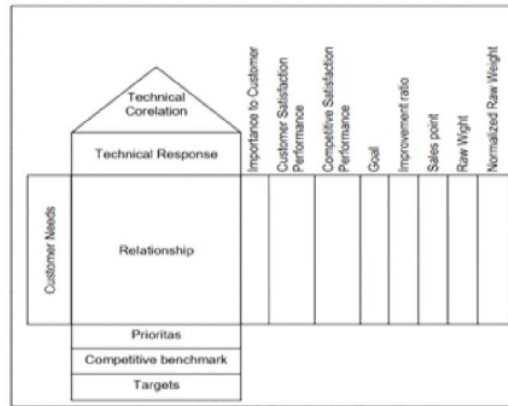 Technical
Corelation
Technical Response
Importance to Customer
Customer Satisfaction
Performance
Competitive Satisfaction
Performance
Goal
Improvement ratio
Sales point
Raw Wight
Normalized Raw Weight
Customer Needs
Relationship
Prioritas
Competitive benchmark
Targets